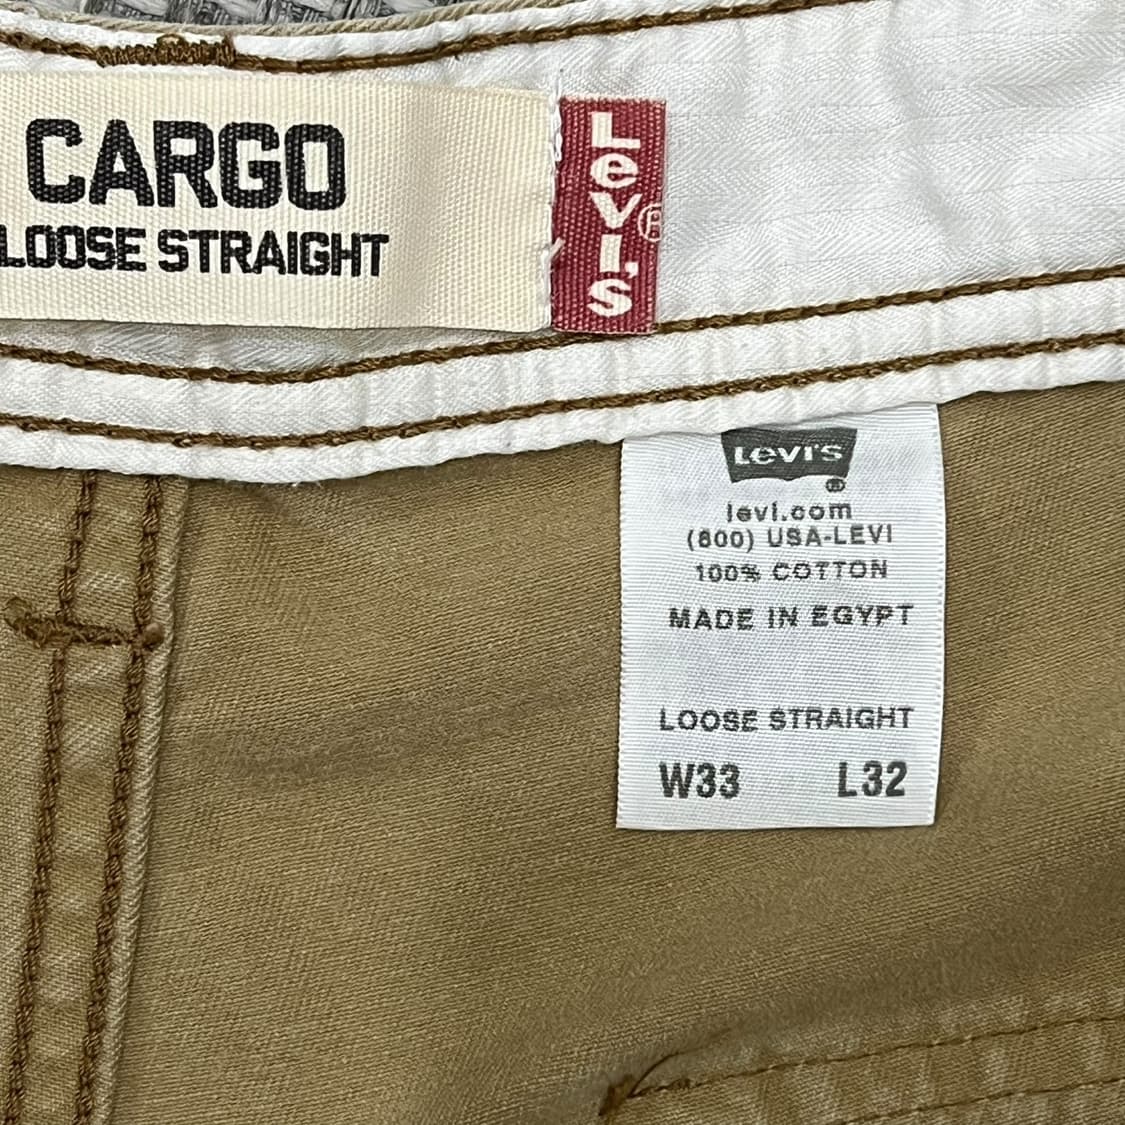 CARGO
LOOSE STRAIGHT
LEVI'S®
LEVI'S
levi.com
(800) USA-LEVI
100% COTTON
MADE IN EGYPT
LOOSE STRAIGHT
W33 L32